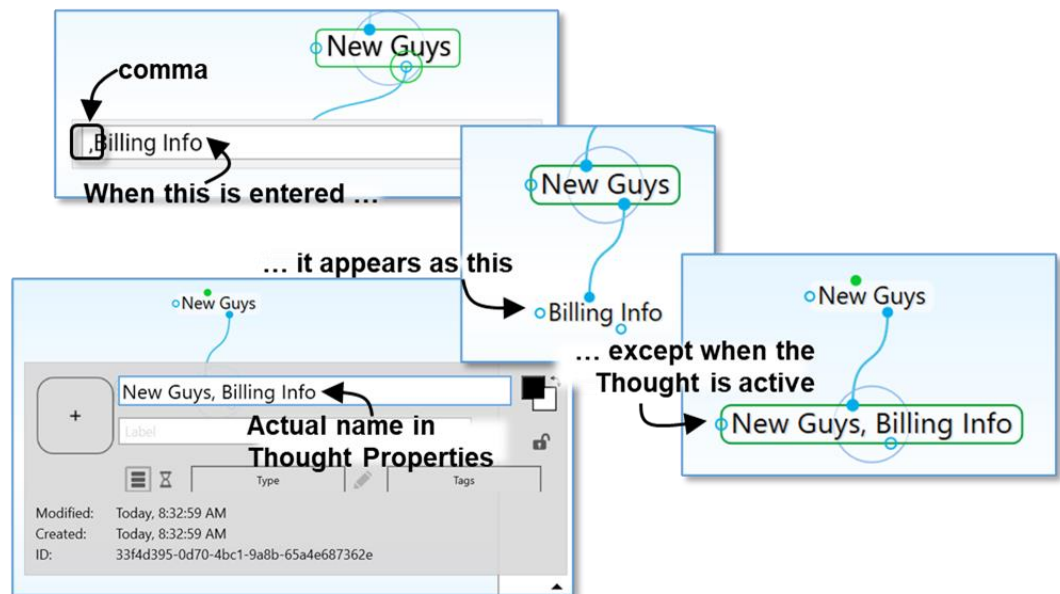 New Guys
comma
,Billing Info
When this is entered ...
New Guys
... it appears as this
Billing Info
New Guys
... except when the
Thought is active
New Guys, Billing Info
New Guys
New Guys, Billing Info
+
Label
Actual name in
Thought Properties
Type
Tags
Modified: Today, 8:32:59 AM
Created: Today, 8:32:59 AM
ID: 33f4d395-0d70-4bc1-9a8b-65a4e687362e